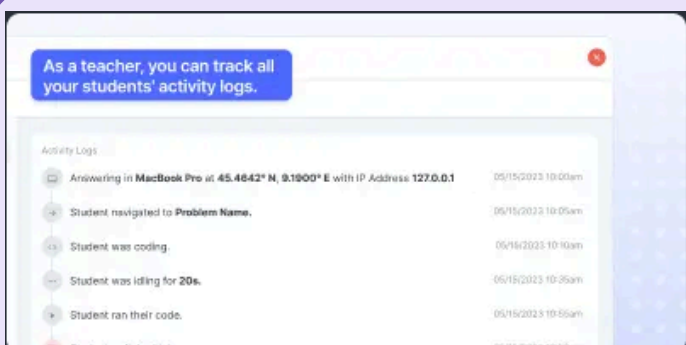 As a teacher, you can track all
your students' activity logs.
Activity Logs
Answering in MacBook Pro at 45.4642° N, 9.1900° E with IP Address 127.0.0.1 05/15/2023 10:00am
Student navigated to Problem Name. 05/15/2023 10:05am
Student was coding. 05/15/2023 10:10am
Student was idling for 20s. 05/15/2023 10:35am
Student ran their code. 05/15/2023 10:55am